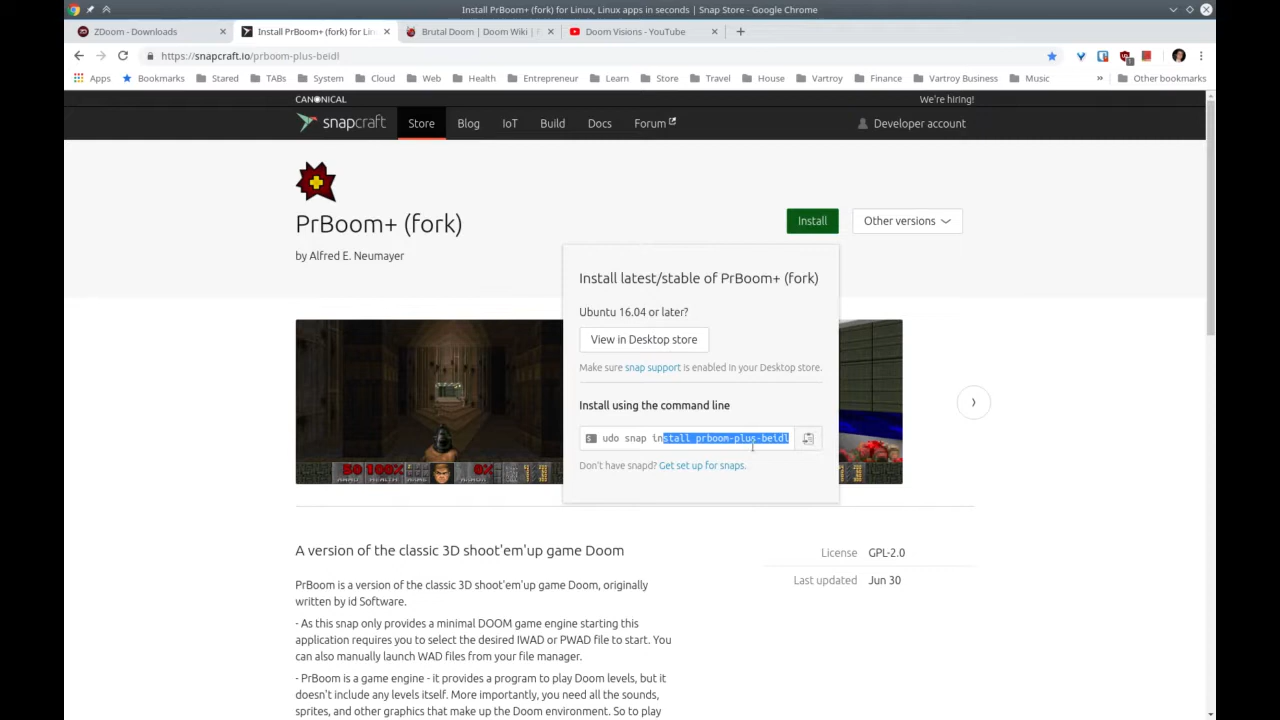 Install PrBoom+ (fork) for Linux, Linux apps in seconds | Snap Store - Google Chrome
ZDoom - Downloads
Install PrBoom+ (fork) for Lin
Brutal Doom | Doom Wiki |
Doom Visions - YouTube
https://snapcraft.io/prboom-plus-beidl
Apps
Bookmarks
Stared
TABs
System
Cloud
Web
Health
Entrepreneur
Learn
Store
Travel
House
Vartroy
Finance
Vartroy Business
Music
»
Other bookmarks
CANONICAL
We're hiring!
snapcraft
Store
Blog
IoT
Build
Docs
Forum
Developer account
PrBoom+ (fork)
Install
Other versions
by Alfred E. Neumayer
Install latest/stable of PrBoom+ (fork)
Ubuntu 16.04 or later?
View in Desktop store
Make sure snap support is enabled in your Desktop store.
Install using the command line
udo snap install prboom-plus-beidl
Don't have snapd? Get set up for snaps.
50 100% 0%
A version of the classic 3D shoot'em'up game Doom
PrBoom is a version of the classic 3D shoot'em'up game Doom, originally
written by id Software.
- As this snap only provides a minimal DOOM game engine starting this
application requires you to select the desired IWAD or PWAD file to start. You
can also manually launch WAD files from your file manager.
- PrBoom is a game engine - it provides a program to play Doom levels, but it
doesn't include any levels itself. More importantly, you need all the sounds,
sprites, and other graphics that make up the Doom environment. So to play
License GPL-2.0
Last updated Jun 30